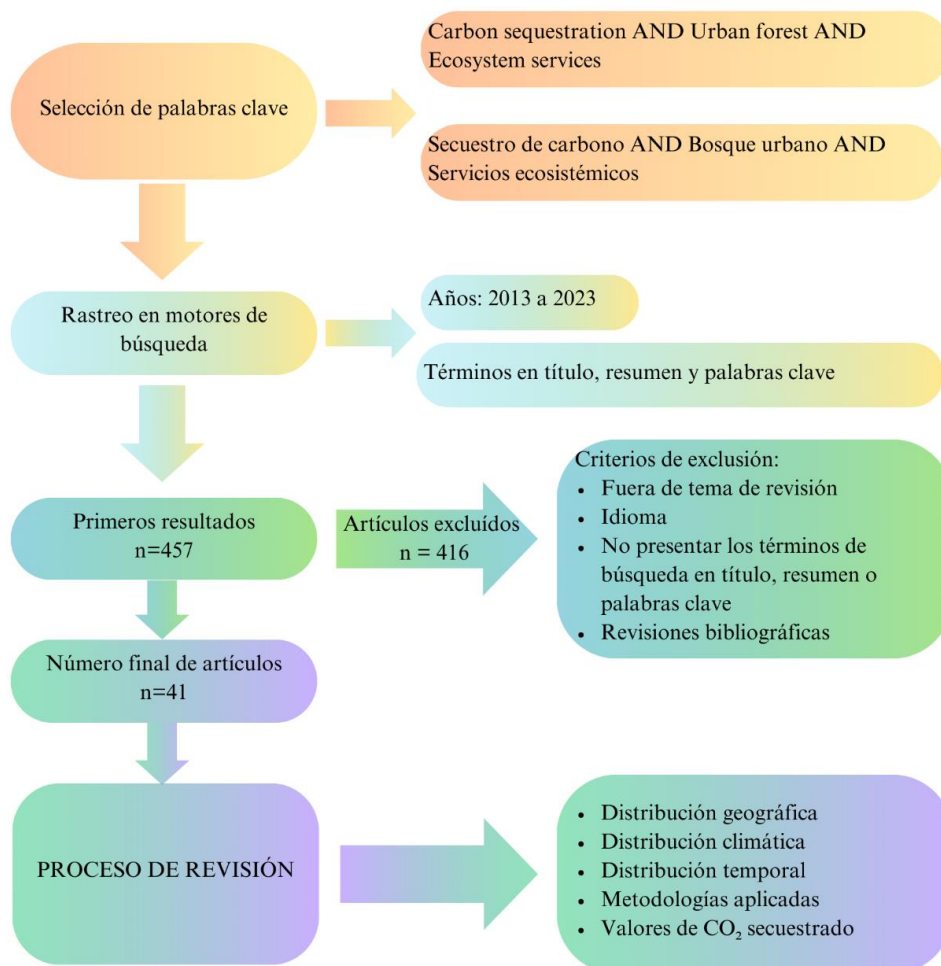 Selección de palabras clave
Carbon sequestration AND Urban forest AND
Ecosystem services
Secuestro de carbono AND Bosque urbano AND
Servicios ecosistémicos
Rastreo en motores de
búsqueda
Años: 2013 a 2023
Términos en título, resumen y palabras clave
Primeros resultados
n=457
Artículos excluídos
n = 416
Criterios de exclusión:
• Fuera de tema de revisión
• Idioma
• No presentar los términos de
búsqueda en título, resumen o
palabras clave
• Revisiones bibliográficas
Número final de artículos
n=41
PROCESO DE REVISIÓN
• Distribución geográfica
• Distribución climática
• Distribución temporal
• Metodologías aplicadas
• Valores de CO₂ secuestrado